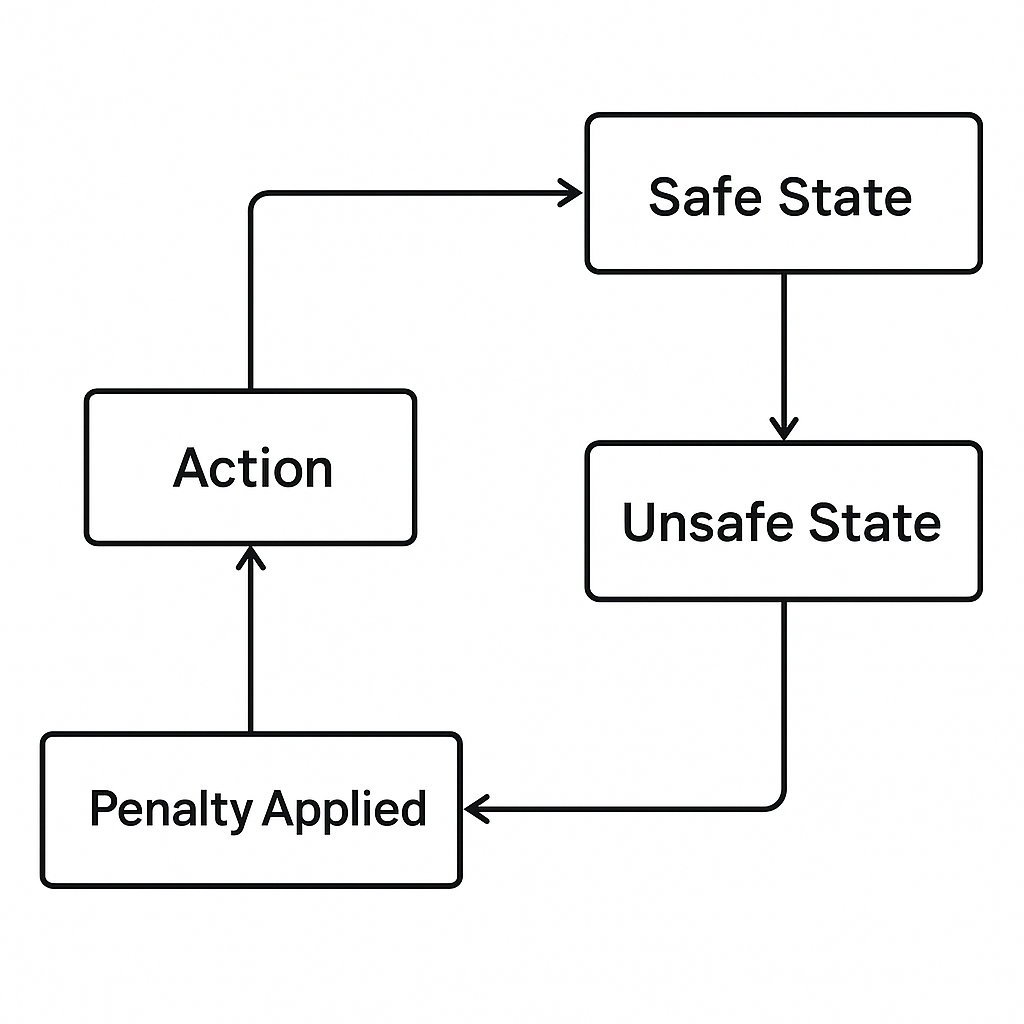 Safe State
Action
Unsafe State
Penalty Applied